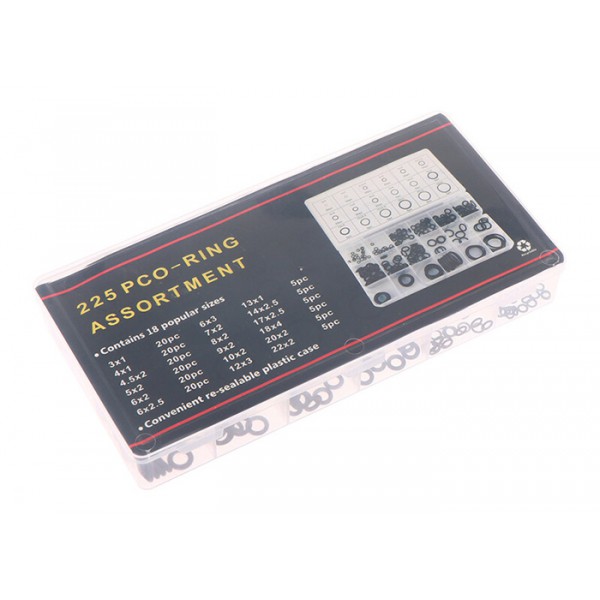 225 PCO-RING
ASSORTMENT
• Contains 18 popular sizes
3x1 20pc 6x3 13x1 5pc
4x1 20pc 7x2 14x2.5 5pc
4.5x2 20pc 8x2 17x2.5 5pc
5x2 20pc 9x2 18x4 5pc
6x2 20pc 10x2 20x2 5pc
6x2.5 20pc 12x3 22x2 5pc
• Convenient re-sealable plastic case